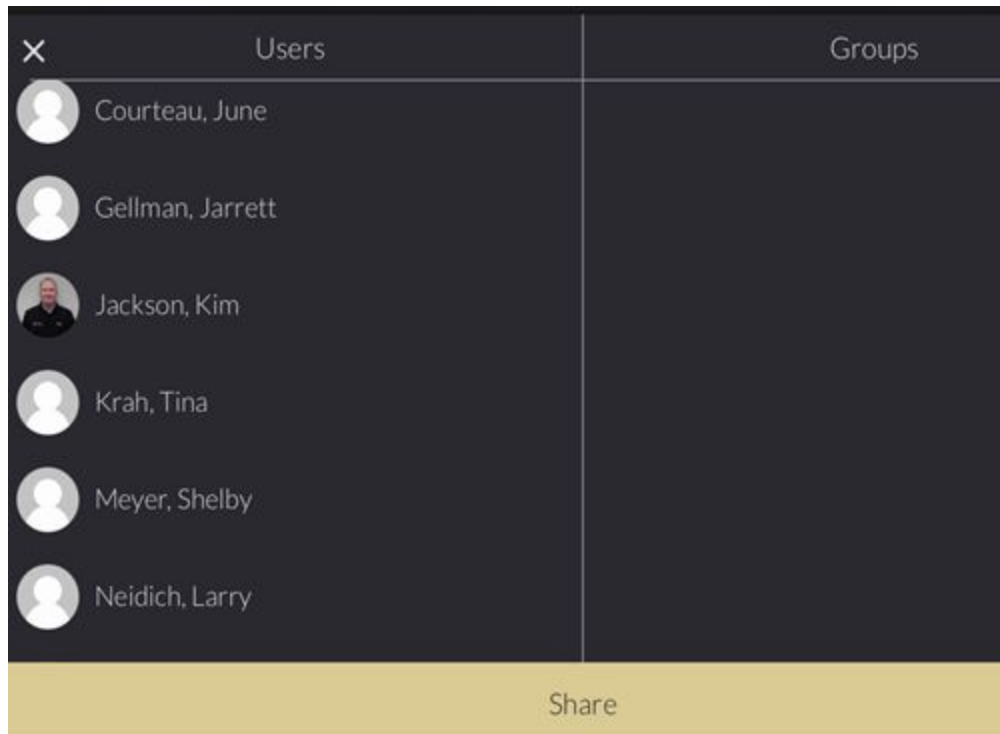 Users
Groups
Courteau, June
Gellman, Jarrett
Jackson, Kim
Krah, Tina
Meyer, Shelby
Neidich, Larry
Share